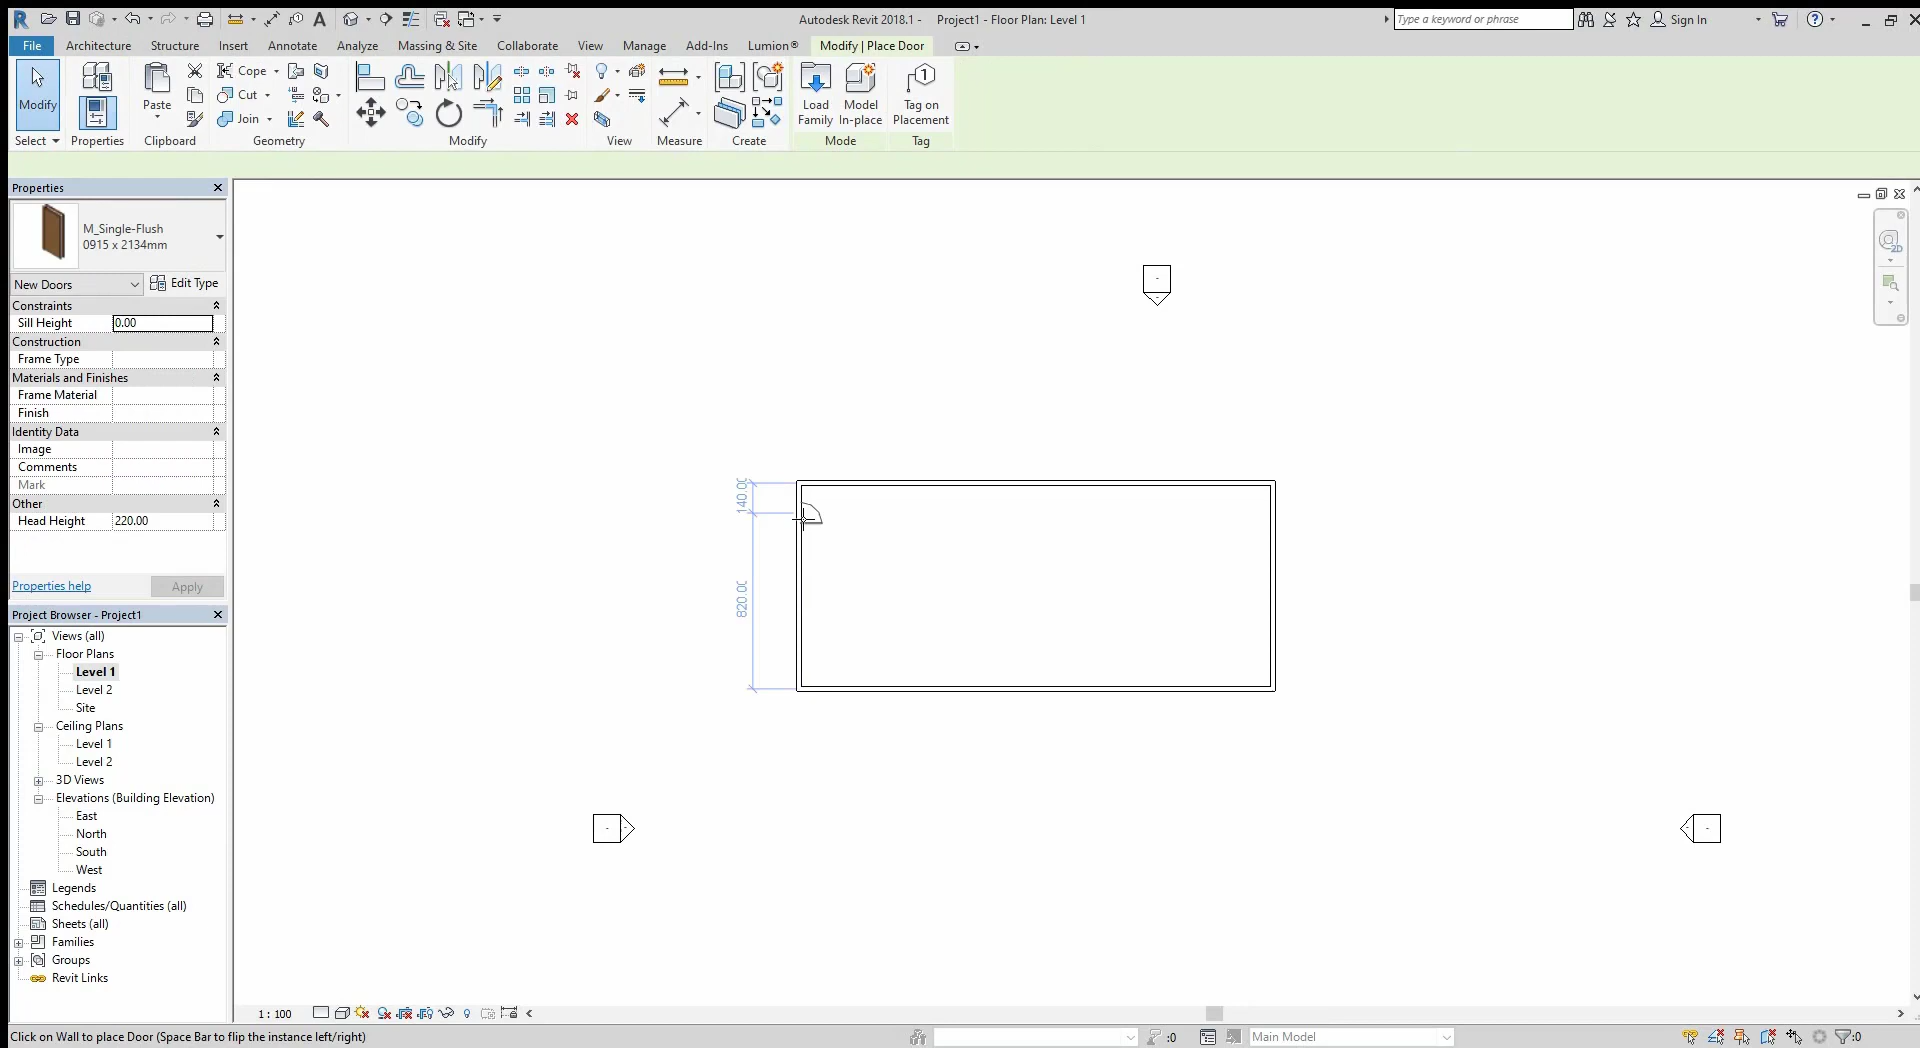 Autodesk Revit 2018.1 - Project1 - Floor Plan: Level 1
Type a keyword or phrase
Sign In
File Architecture Structure Insert Annotate Analyze Massing & Site Collaborate View Manage Add-Ins Lumion® Modify | Place Door
Modify
Paste
Cope
Cut
Join
Load Family
Model In-place
Tag on Placement
Select Properties Clipboard Geometry Modify View Measure Create Mode Tag
Properties
M_Single-Flush
0915 x 2134mm
New Doors
Edit Type
Constraints
Sill Height 0.00
Construction
Frame Type
Materials and Finishes
Frame Material
Finish
Identity Data
Image
Comments
Mark
Other
Head Height 220.00
Properties help
Apply
2D
140.00
820.00
Project Browser - Project1
Views (all)
Floor Plans
Level 1
Level 2
Site
Ceiling Plans
Level 1
Level 2
3D Views
Elevations (Building Elevation)
East
North
South
West
Legends
Schedules/Quantities (all)
Sheets (all)
Families
Groups
Revit Links
1 : 100
Click on Wall to place Door (Space Bar to flip the instance left/right)
:0
Main Model
:0